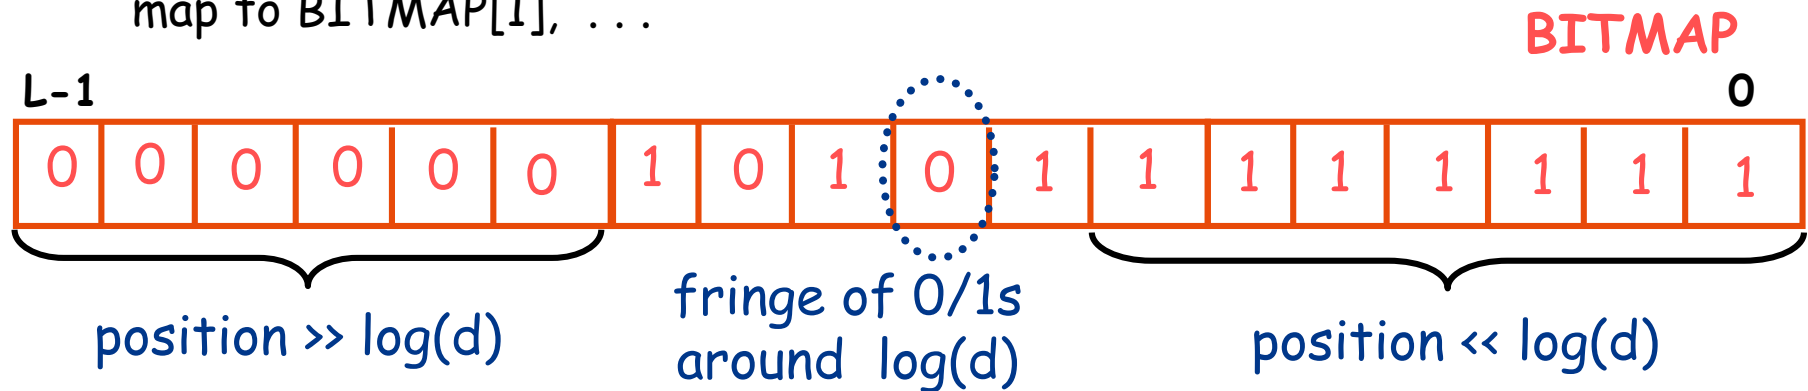 map to BITMAP[1], . . .
BITMAP
L-1 0
0 0 0 0 0 0 1 0 1 0 1 1 1 1 1 1 1 1
position >> log(d)
fringe of 0/1s
around log(d)
position << log(d)